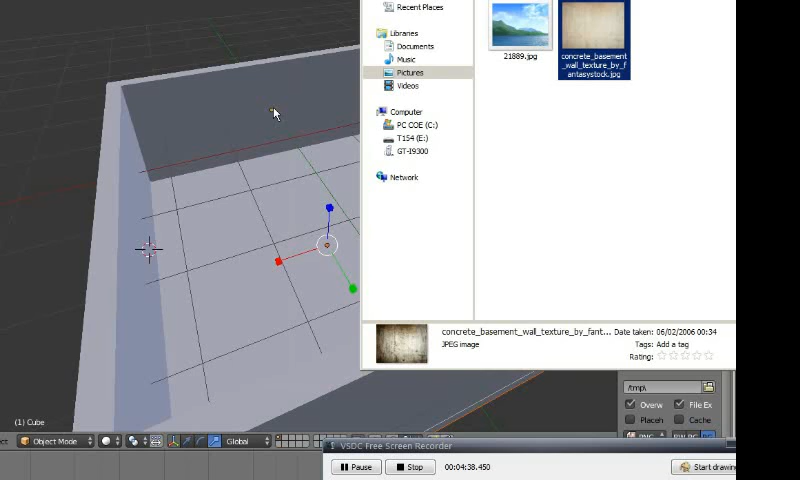 Recent Places
Libraries
Documents
Music
Pictures
Videos
Computer
PC COE (C:)
T154 (E:)
GT-I9300
Network
21889.jpg
concrete_basement
_wall_texture_by_f
antasystock.jpg
concrete_basement_wall_texture_by_fant...
JPEG image
Date taken: 06/02/2006 00:34
Tags: Add a tag
Rating:
(1) Cube
Object Mode
Global
/tmp\
Overw
File Ex
Placeh
Cache
VSDC Free Screen Recorder
Pause
Stop
00:04:38.450
Start drawing